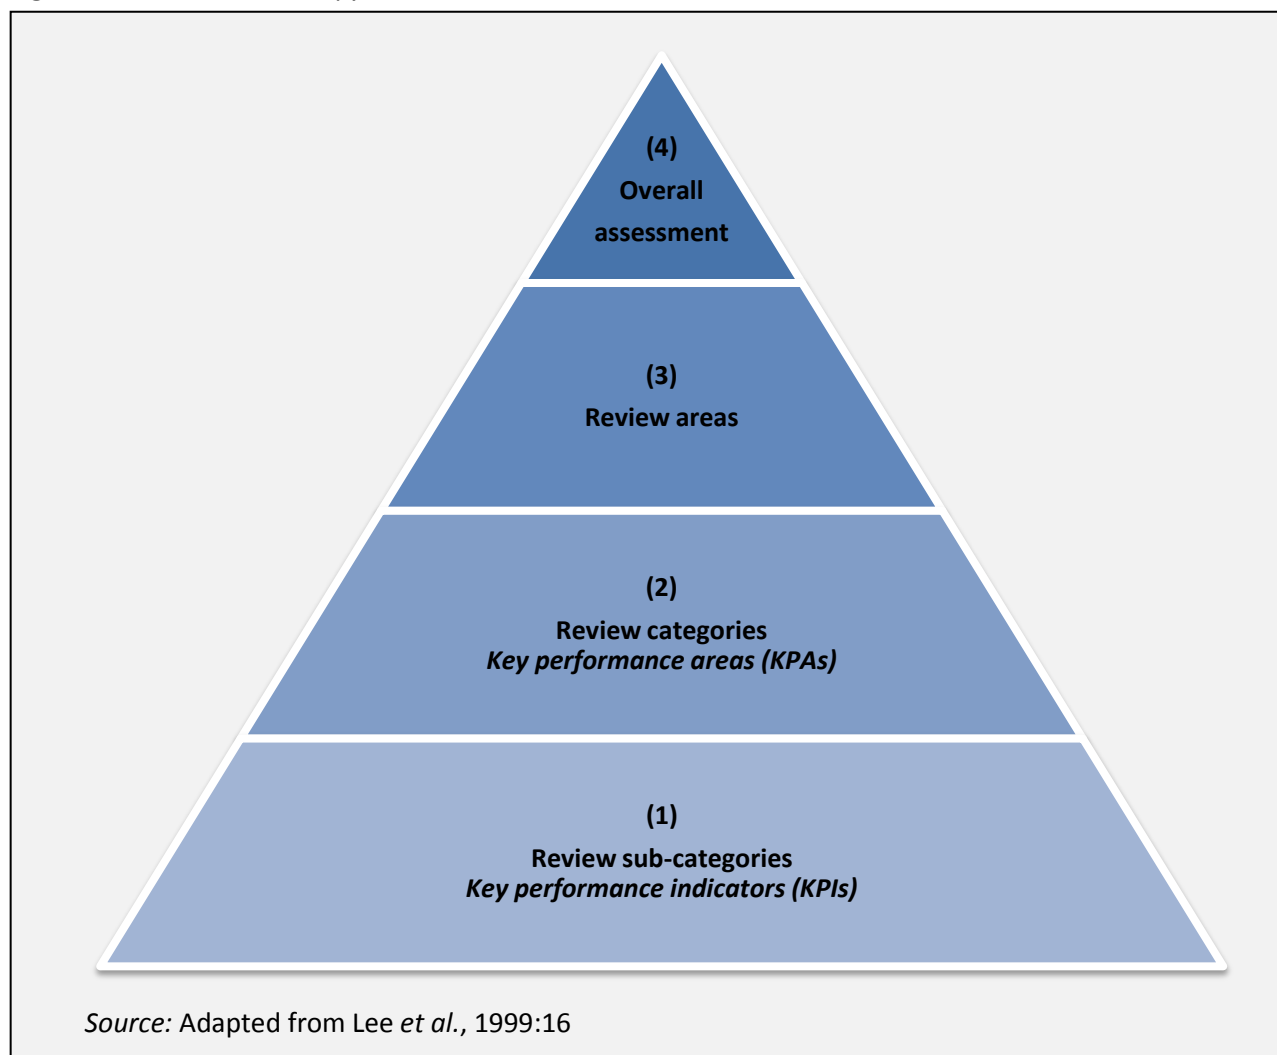 (4)
Overall
assessment
(3)
Review areas
(2)
Review categories
Key performance areas (KPAs)
(1)
Review sub-categories
Key performance indicators (KPIs)
Source: Adapted from Lee et al., 1999:16